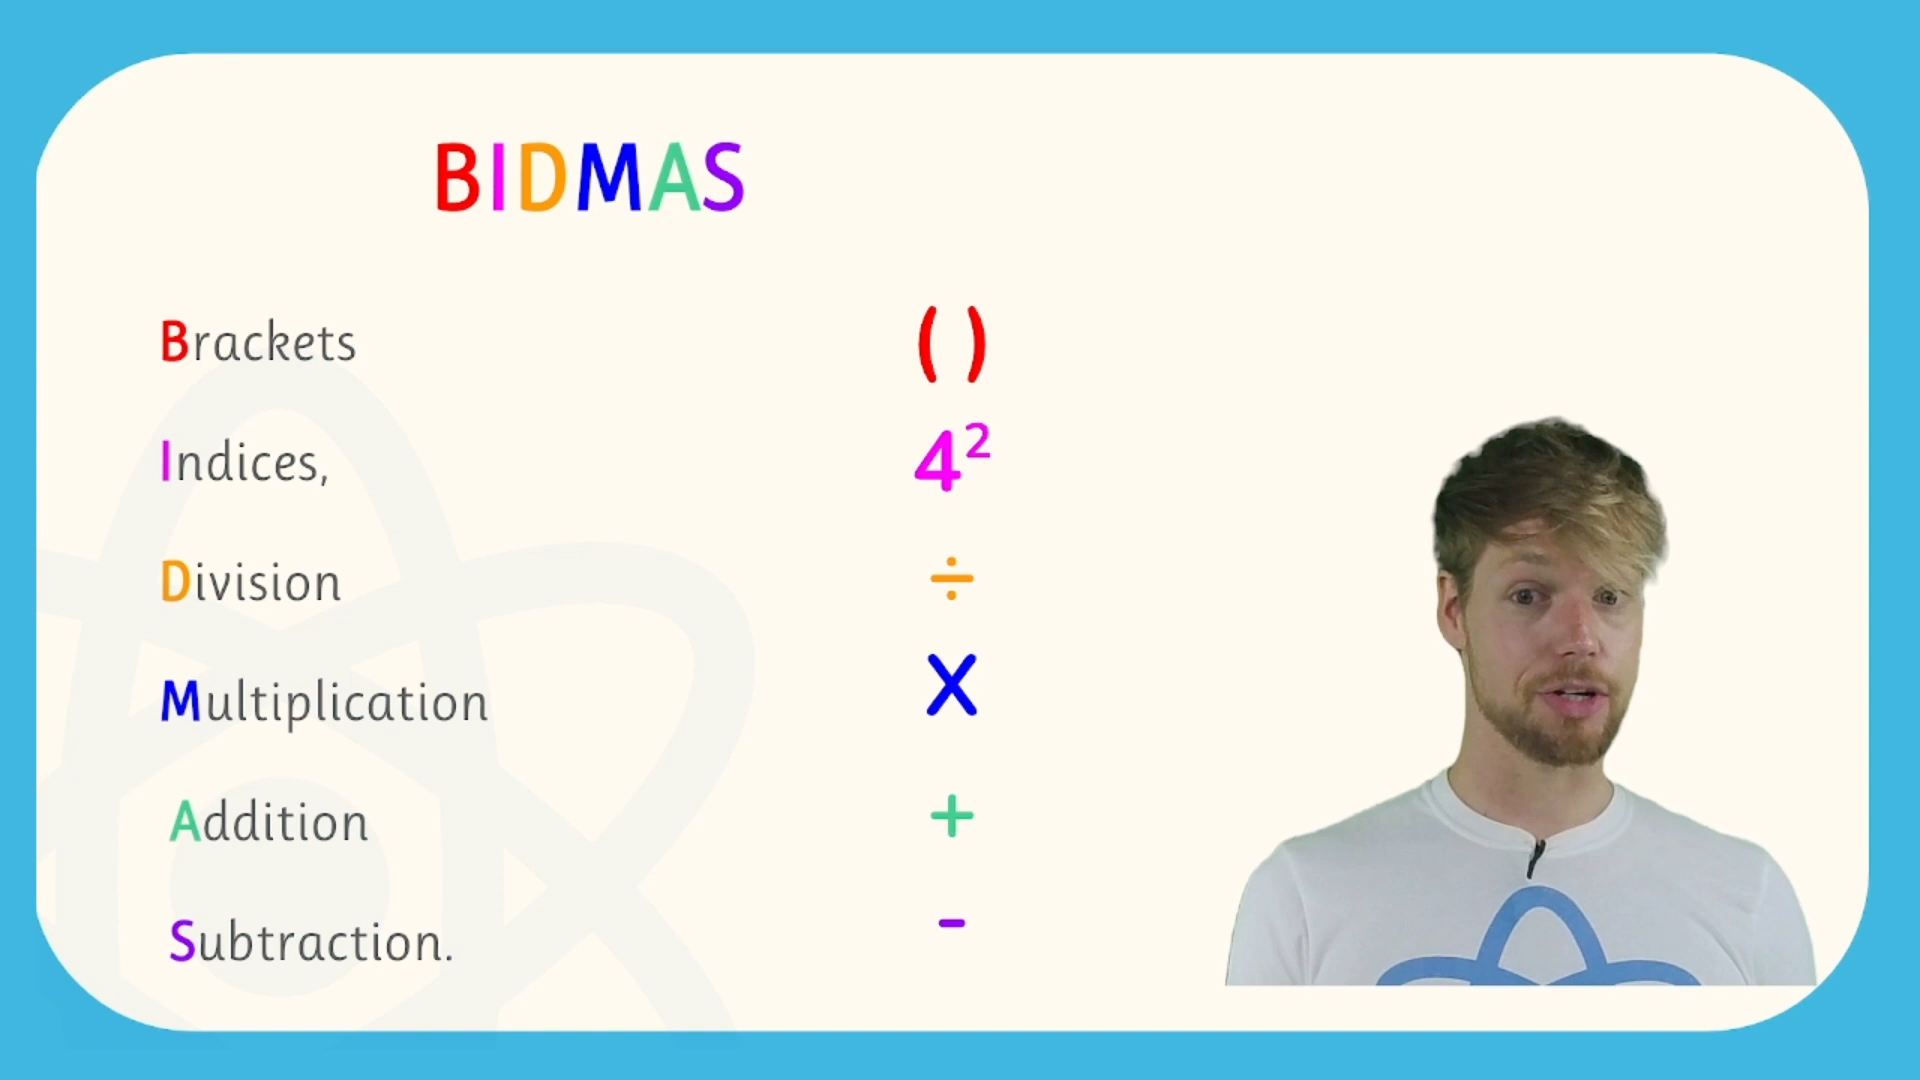 BIDMAS
Brackets ( )
Indices, 4²
Division ÷
Multiplication x
Addition +
Subtraction. -